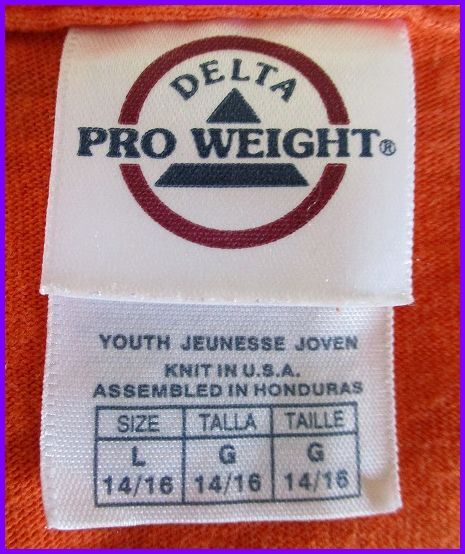 DELTA
PRO WEIGHT®
YOUTH JEUNESSE JOVEN
KNIT IN U.S.A.
ASSEMBLED IN HONDURAS
SIZE TALLA TAILLE
L G G
14/16 14/16 14/16